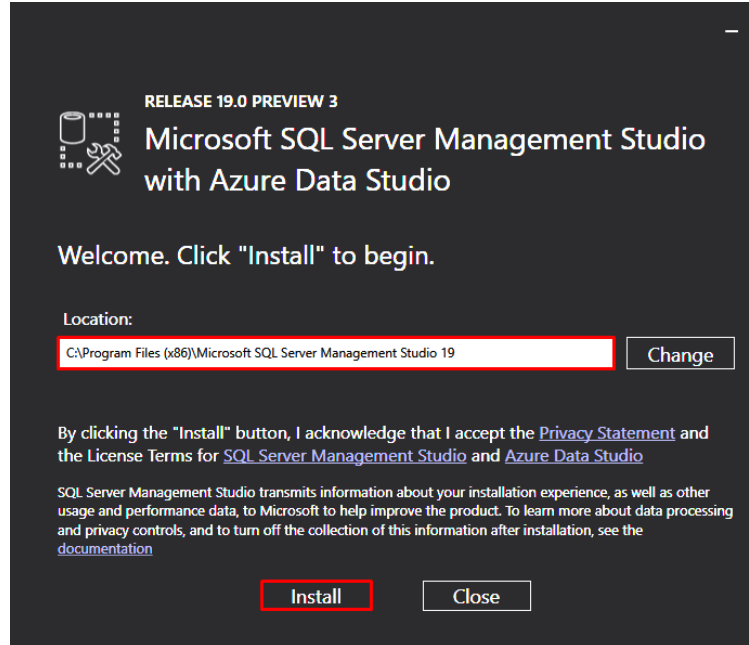 RELEASE 19.0 PREVIEW 3
Microsoft SQL Server Management Studio
with Azure Data Studio
Welcome. Click "Install" to begin.
Location:
C:\Program Files (x86)\Microsoft SQL Server Management Studio 19
Change
By clicking the "Install" button, I acknowledge that I accept the Privacy Statement and
the License Terms for SQL Server Management Studio and Azure Data Studio
SQL Server Management Studio transmits information about your installation experience, as well as other
usage and performance data, to Microsoft to help improve the product. To learn more about data processing
and privacy controls, and to turn off the collection of this information after installation, see the
documentation
Install
Close